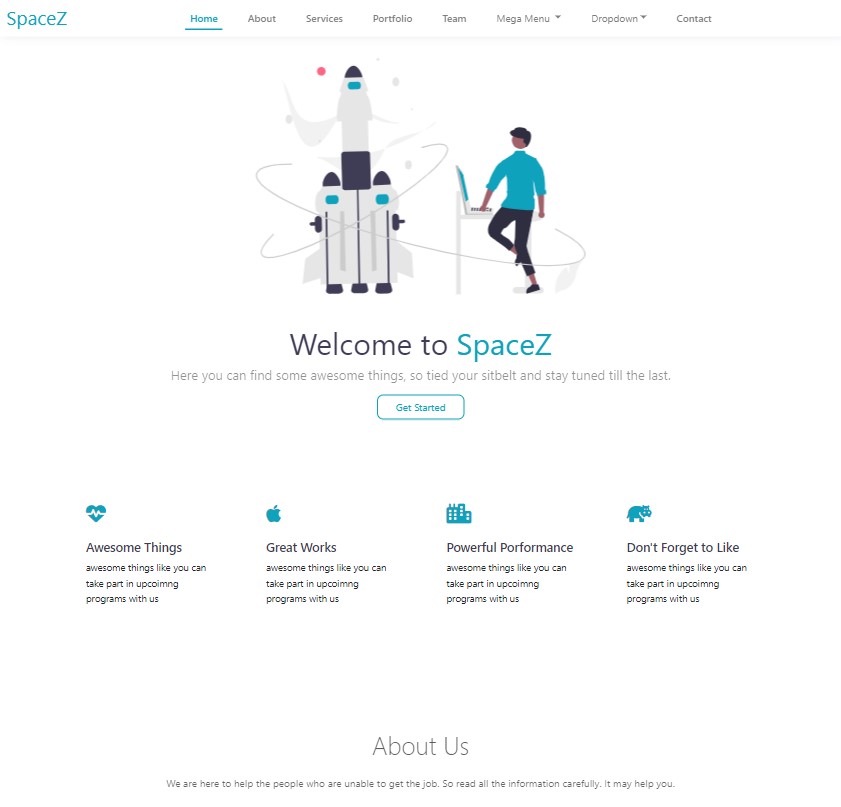 SpaceZ
Home About Services Portfolio Team Mega Menu Dropdown Contact
Welcome to SpaceZ
Here you can find some awesome things, so tied your sitbelt and stay tuned till the last.
Get Started
Awesome Things
awesome things like you can
take part in upcoimng
programs with us
Great Works
awesome things like you can
take part in upcoimng
programs with us
Powerful Porformance
awesome things like you can
take part in upcoimng
programs with us
Don't Forget to Like
awesome things like you can
take part in upcoimng
programs with us
About Us
We are here to help the people who are unable to get the job. So read all the information carefully. It may help you.